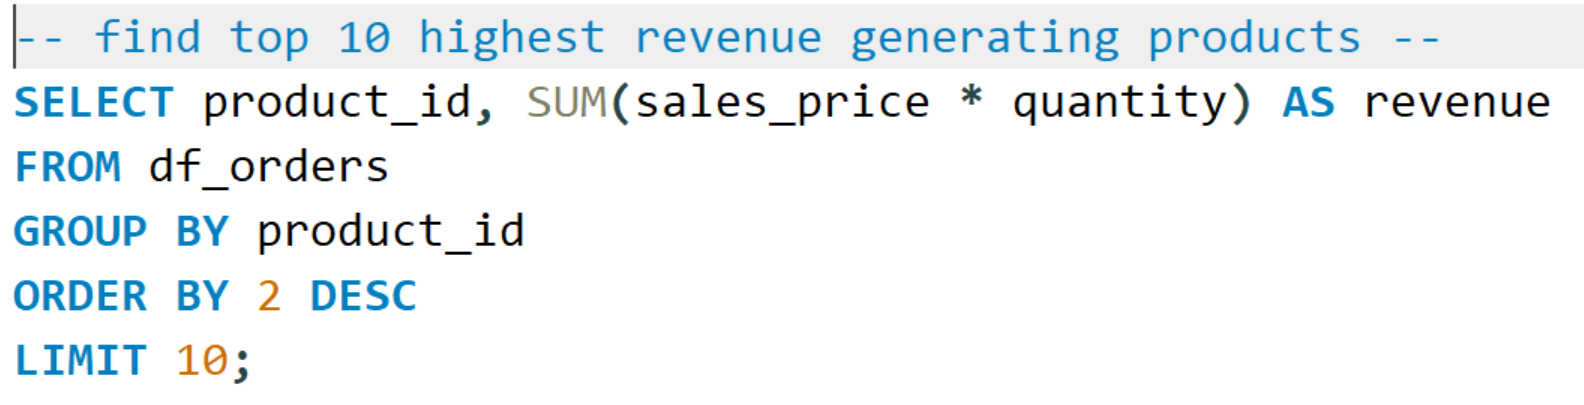 -- find top 10 highest revenue generating products --
SELECT product_id, SUM(sales_price * quantity) AS revenue
FROM df_orders
GROUP BY product_id
ORDER BY 2 DESC
LIMIT 10;